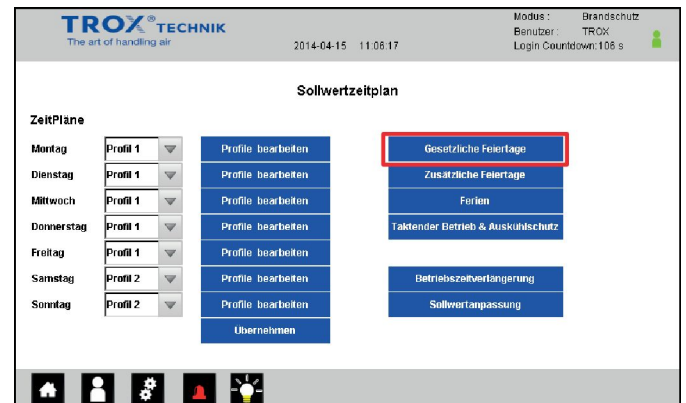 TROX® TECHNIK
The art of handling air
2014-04-15 11:06:17
Modus: Brandschutz
Benutzer: TROX
Login Countdown:106 s
Sollwertzeitplan
ZeitPläne
Montag Profil 1 Profile bearbeiten Gesetzliche Feiertage
Dienstag Profil 1 Profile bearbeiten Zusätzliche Feiertage
Mittwoch Profil 1 Profile bearbeiten Ferien
Donnerstag Profil 1 Profile bearbeiten Taktender Betrieb & Auskühlschutz
Freitag Profil 1 Profile bearbeiten
Samstag Profil 2 Profile bearbeiten Betriebszeitverlängerung
Sonntag Profil 2 Profile bearbeiten Sollwertanpassung
Übernehmen